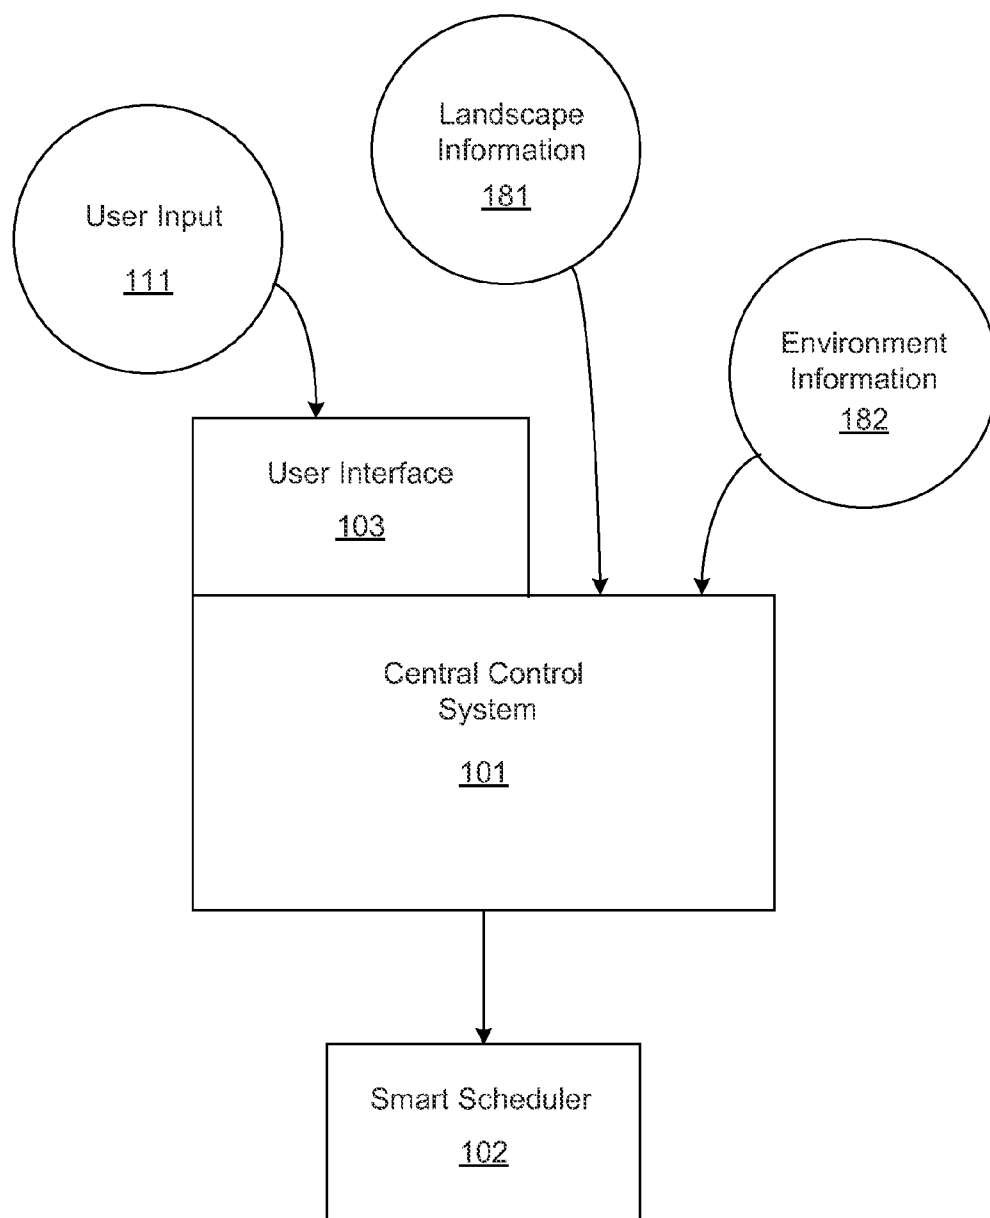 Landscape
Information
181
User Input
111
Environment
Information
182
User Interface
103
Central Control
System
101
Smart Scheduler
102